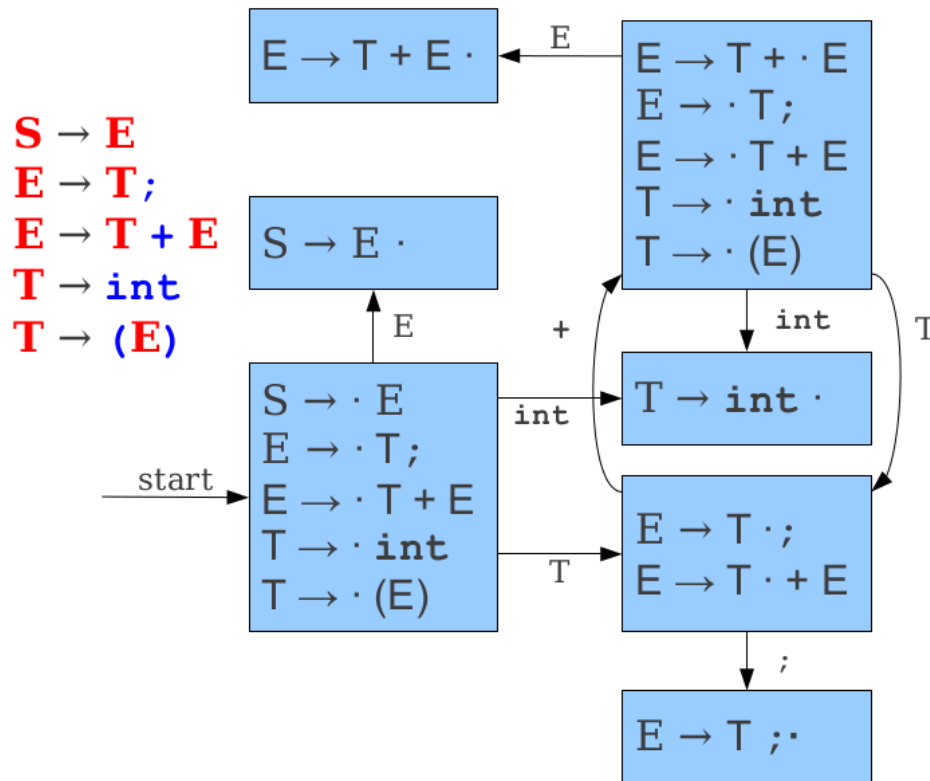 S → E
E → T;
E → T + E
T → int
T → (E)
E → T + E ·
E
E → T + · E
E → · T;
E → · T + E
T → · int
T → · (E)
S → E ·
E
+
int
T
T → int ·
int
start
S → · E
E → · T;
E → · T + E
T → · int
T → · (E)
T
E → T ·;
E → T · + E
;
E → T ;·